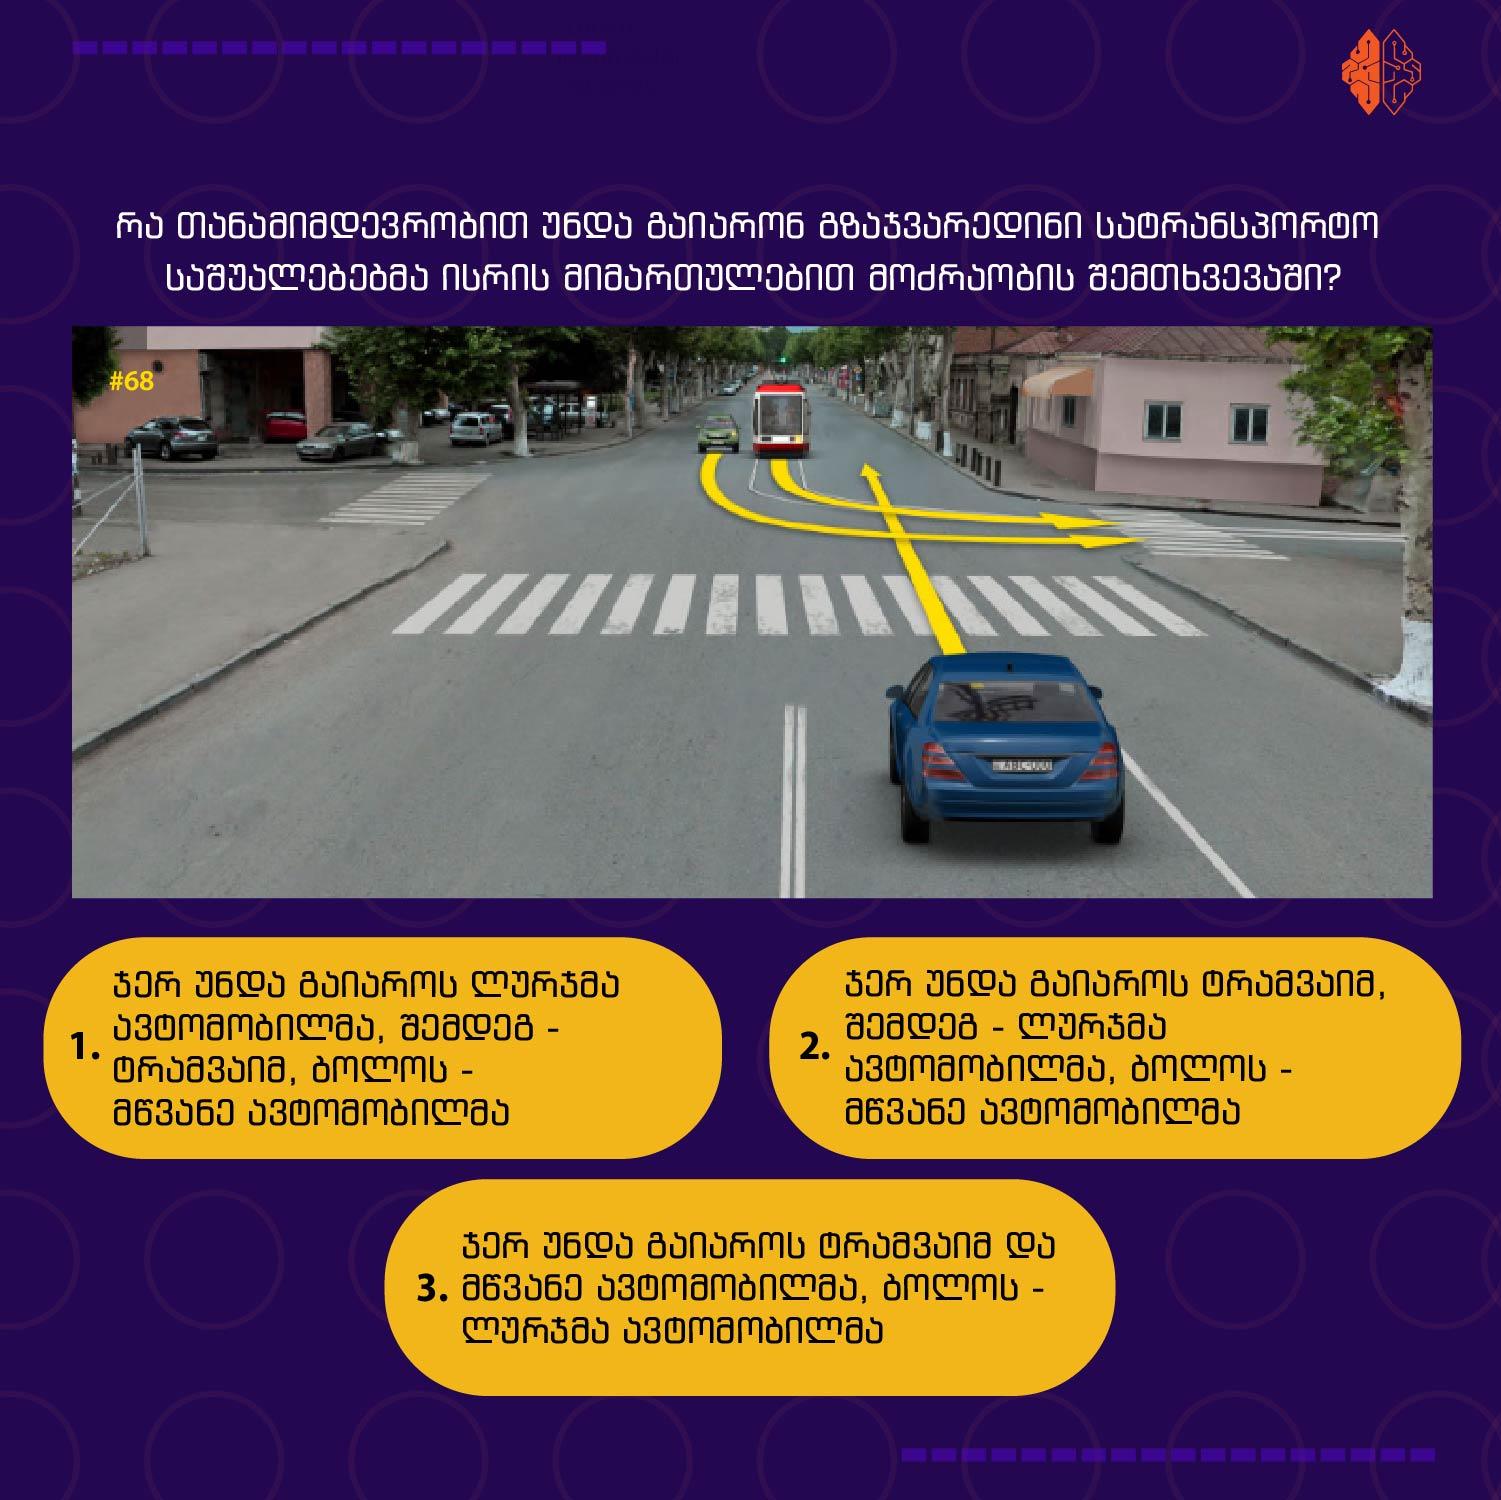 რა თანამიმდევრობით უნდა გაიარონ გზაჯვარედინი სატრანსპორტო
საშუალებებმა ისრის მიმართულებით მოძრაობის შემთხვევაში?
#68
ABC-000
1. ჯერ უნდა გაიაროს ლურჯმა
ავტომობილმა, შემდეგ -
ტრამვაიმ, ბოლოს -
მწვანე ავტომობილმა
2. ჯერ უნდა გაიაროს ტრამვაიმ,
შემდეგ - ლურჯმა
ავტომობილმა, ბოლოს -
მწვანე ავტომობილმა
3. ჯერ უნდა გაიაროს ტრამვაიმ და
მწვანე ავტომობილმა, ბოლოს -
ლურჯმა ავტომობილმა